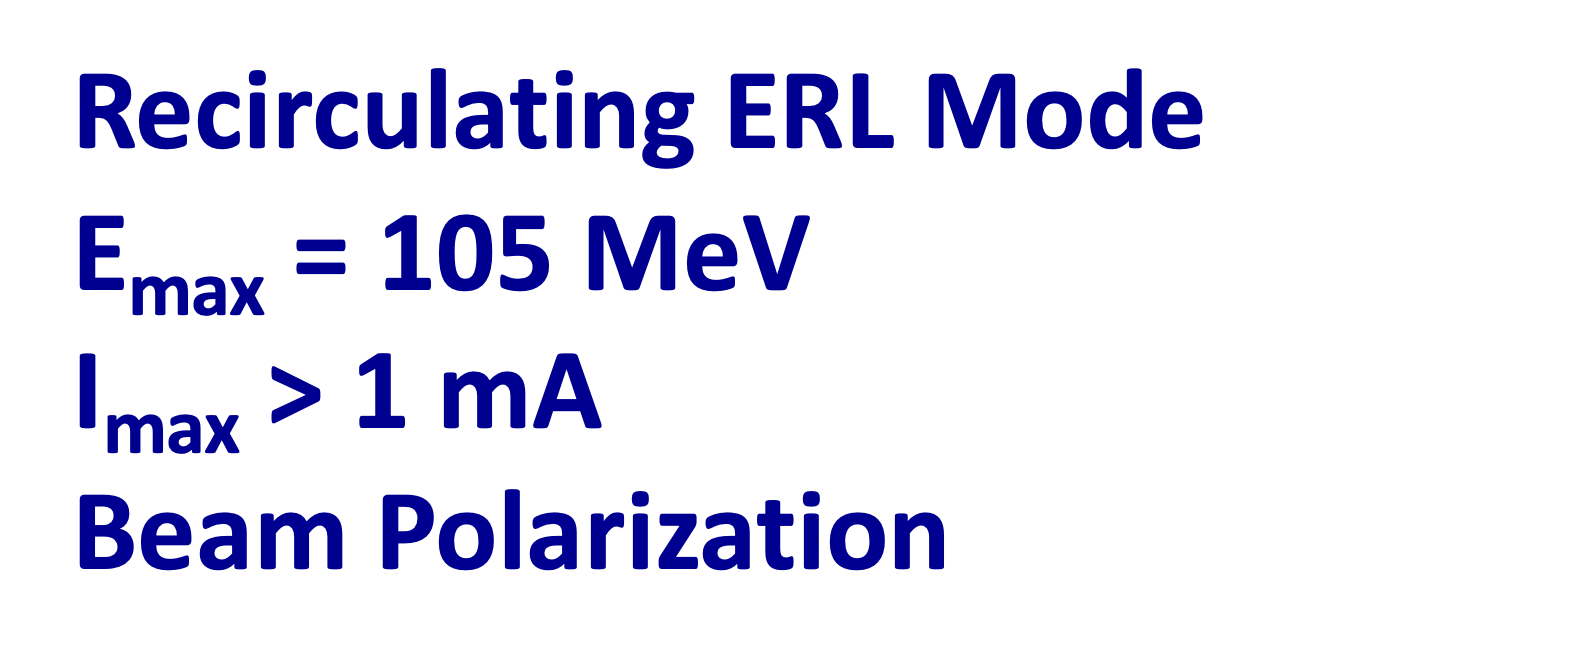 Recirculating ERL Mode
Emax = 105 MeV
Imax > 1 mA
Beam Polarization